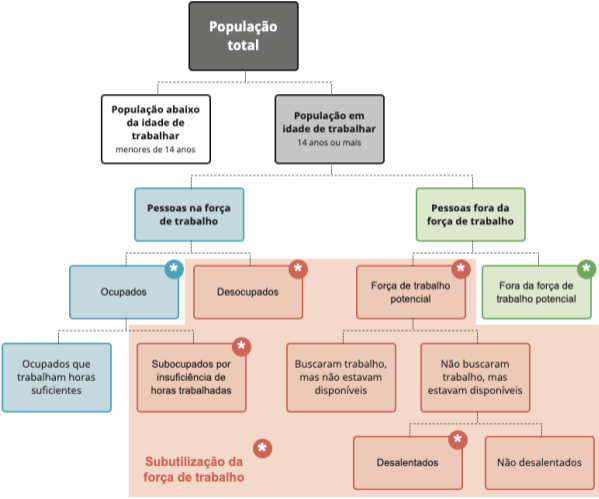 População
total
População abaixo
da idade de
trabalhar
menores de 14 anos
População em
idade de trabalhar
14 anos ou mais
Pessoas na força
de trabalho
Pessoas fora da
força de trabalho
*
Ocupados
*
Desocupados
*
Força de trabalho
potencial
*
Fora da força de
trabalho potencial
Ocupados que
trabalham horas
suficientes
*
Subocupados por
insuficiência de
horas trabalhadas
Buscaram trabalho,
mas não estavam
disponíveis
Não buscaram
trabalho, mas
estavam disponíveis
*
Desalentados
Não desalentados
*
Subutilização da
força de trabalho